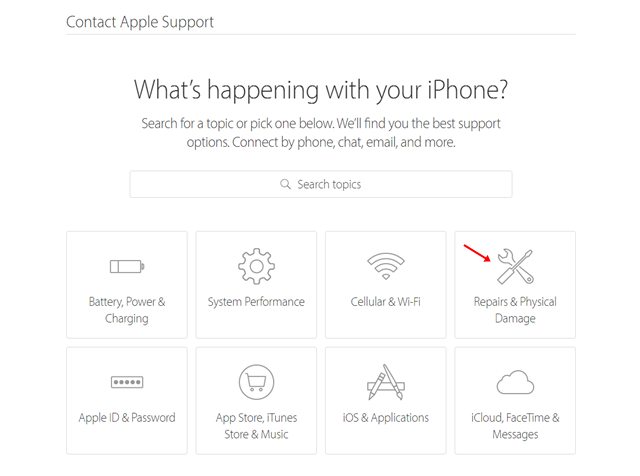 Contact Apple Support
What's happening with your iPhone?
Search for a topic or pick one below. We'll find you the best support
options. Connect by phone, chat, email, and more.
Search topics
Battery, Power &
Charging
System Performance
Cellular & Wi-Fi
Repairs & Physical
Damage
Apple ID & Password
App Store, iTunes
Store & Music
iOS & Applications
iCloud, FaceTime &
Messages